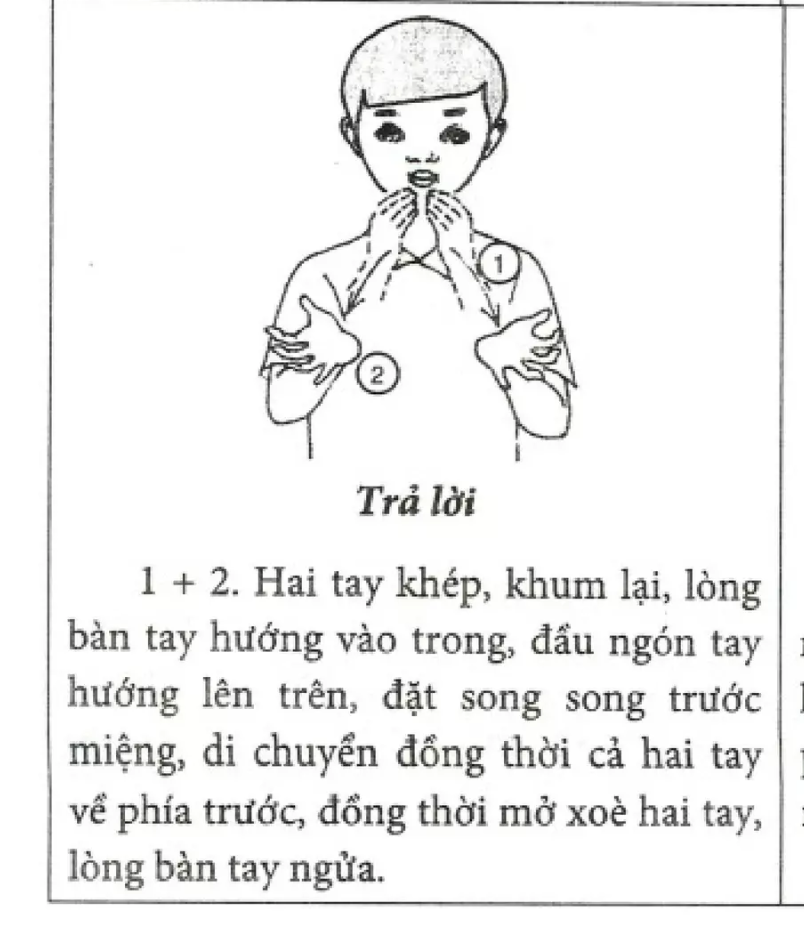 1
2
Trả lời
1 + 2. Hai tay khép, khum lại, lòng
bàn tay hướng vào trong, đầu ngón tay
hướng lên trên, đặt song song trước
miệng, di chuyển đồng thời cả hai tay
về phía trước, đồng thời mở xoè hai tay,
lòng bàn tay ngửa.